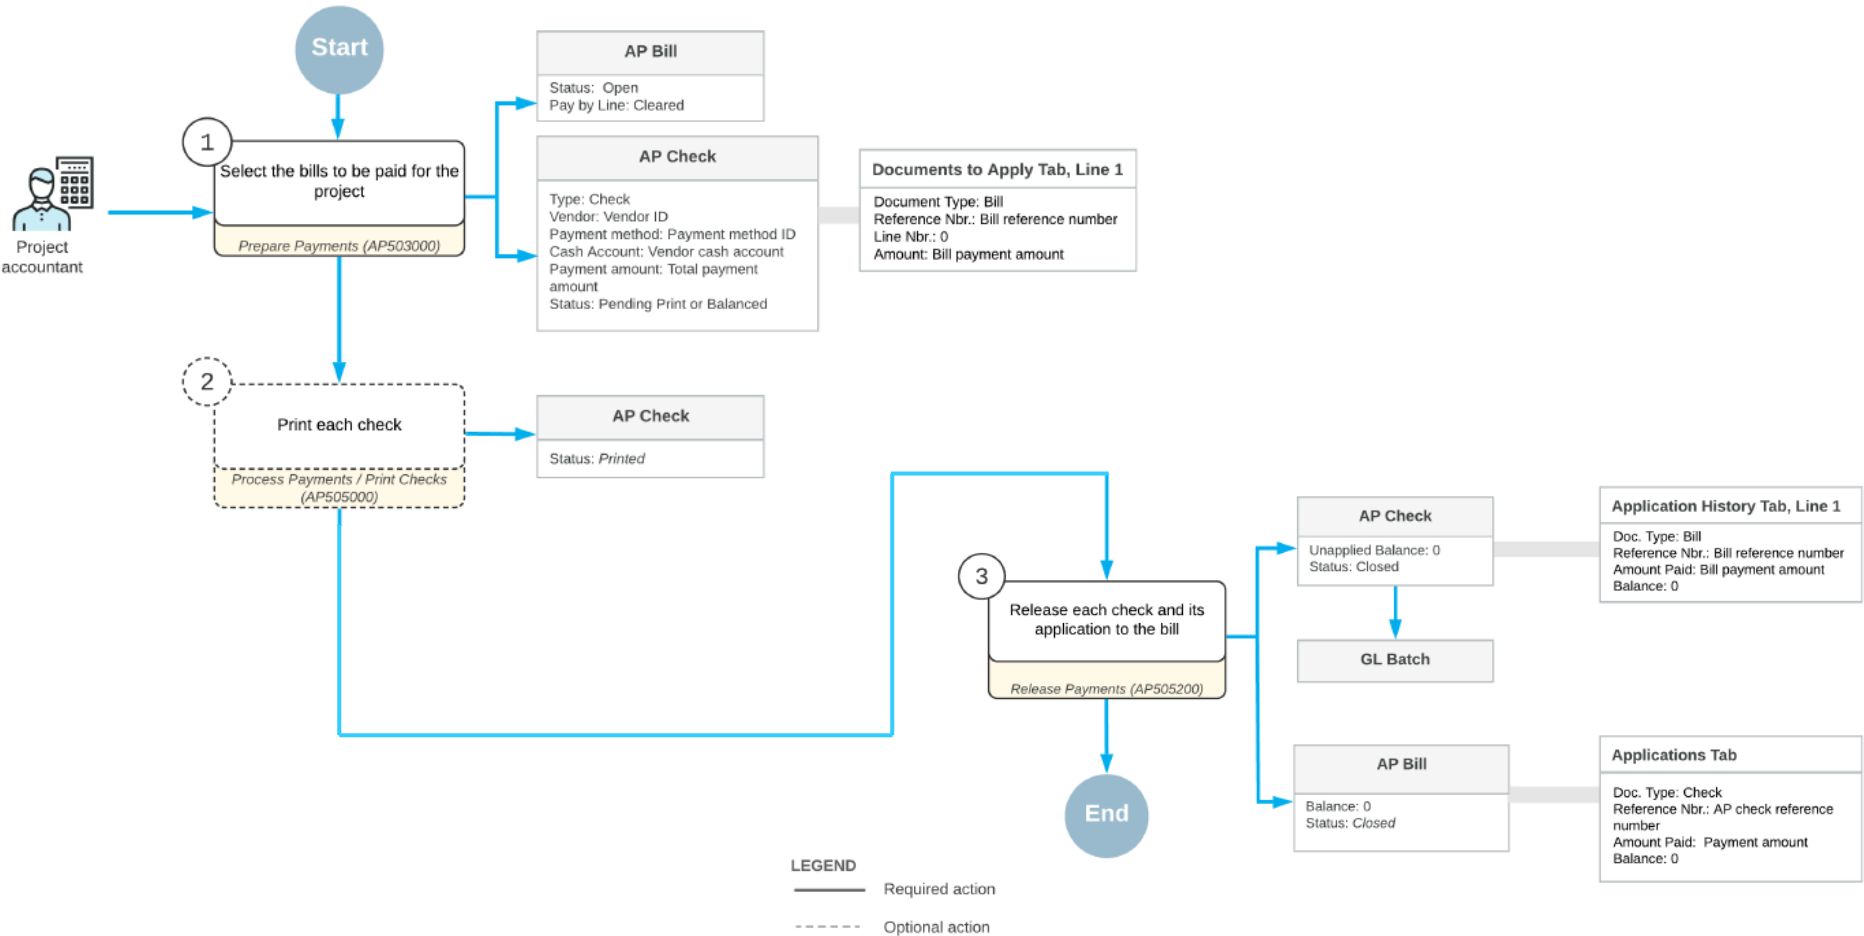 Start
AP Bill
Status:  Open
Pay by Line: Cleared
1
Select the bills to be paid for the
project
Prepare Payments (AP503000)
Project
accountant
AP Check
Type: Check
Vendor: Vendor ID
Payment method: Payment method ID
Cash Account: Vendor cash account
Payment amount: Total payment
amount
Status: Pending Print or Balanced
Documents to Apply Tab, Line 1
Document Type: Bill
Reference Nbr.: Bill reference number
Line Nbr.: 0
Amount: Bill payment amount
2
Print each check
Process Payments / Print Checks
(AP505000)
AP Check
Status: Printed
3
Release each check and its
application to the bill
Release Payments (AP505200)
AP Check
Unapplied Balance: 0
Status: Closed
Application History Tab, Line 1
Doc. Type: Bill
Reference Nbr.: Bill reference number
Amount Paid: Bill payment amount
Balance: 0
GL Batch
AP Bill
Balance: 0
Status: Closed
Applications Tab
Doc. Type: Check
Reference Nbr.: AP check reference
number
Amount Paid:  Payment amount
Balance: 0
End
LEGEND
Required action
Optional action